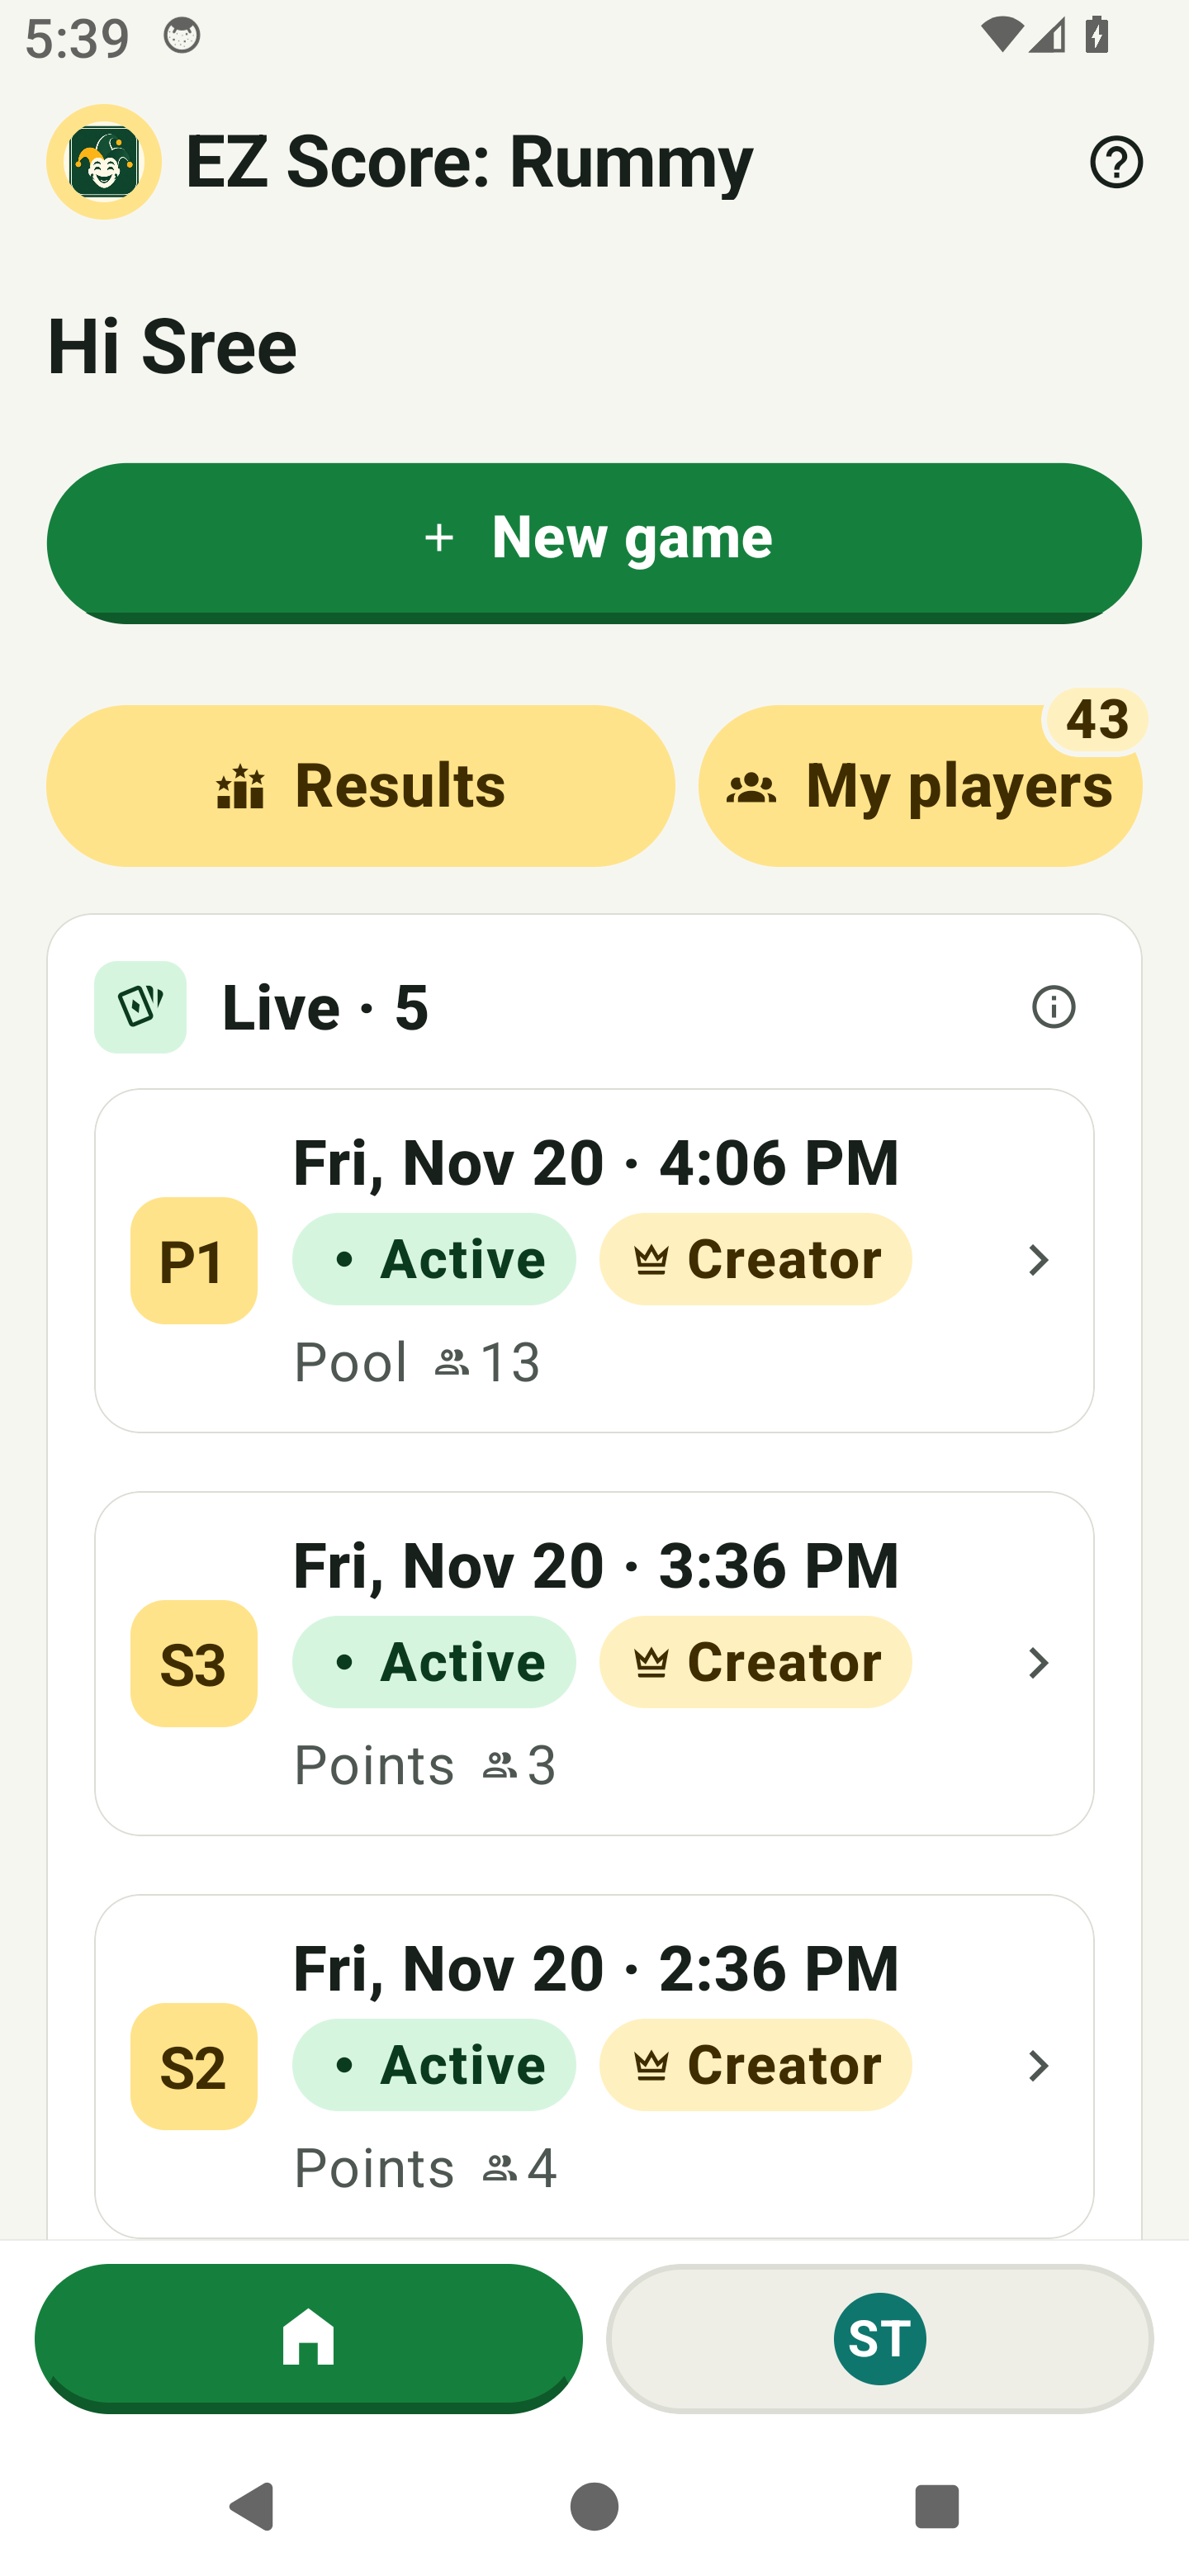 5:39
EZ Score: Rummy
Hi Sree
+ New game
43
Results
My players
Live · 5
Fri, Nov 20 · 4:06 PM
P1
• Active
Creator
Pool 13
Fri, Nov 20 · 3:36 PM
S3
• Active
Creator
Points 3
Fri, Nov 20 · 2:36 PM
S2
• Active
Creator
Points 4
ST